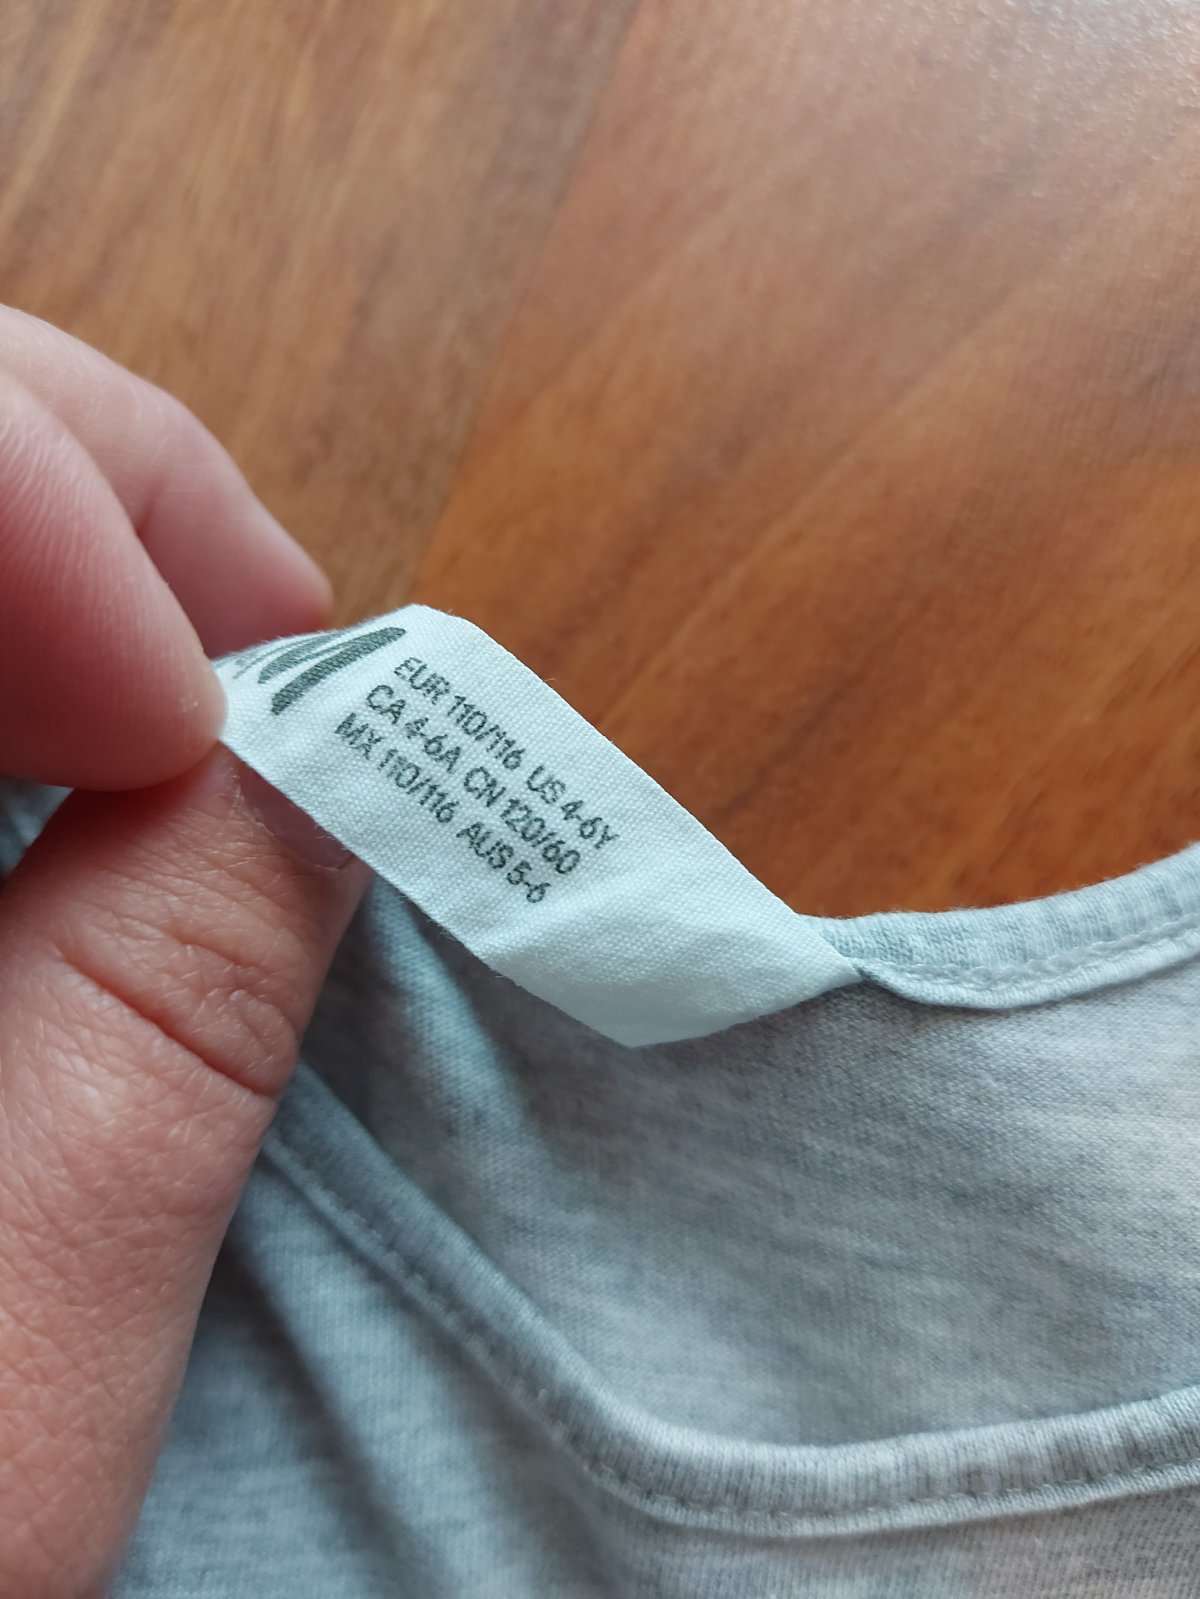 M
EUR 110/116 US 4-6Y
CA 4-6A CN 120/60
MX 110/116 AUS 5-6